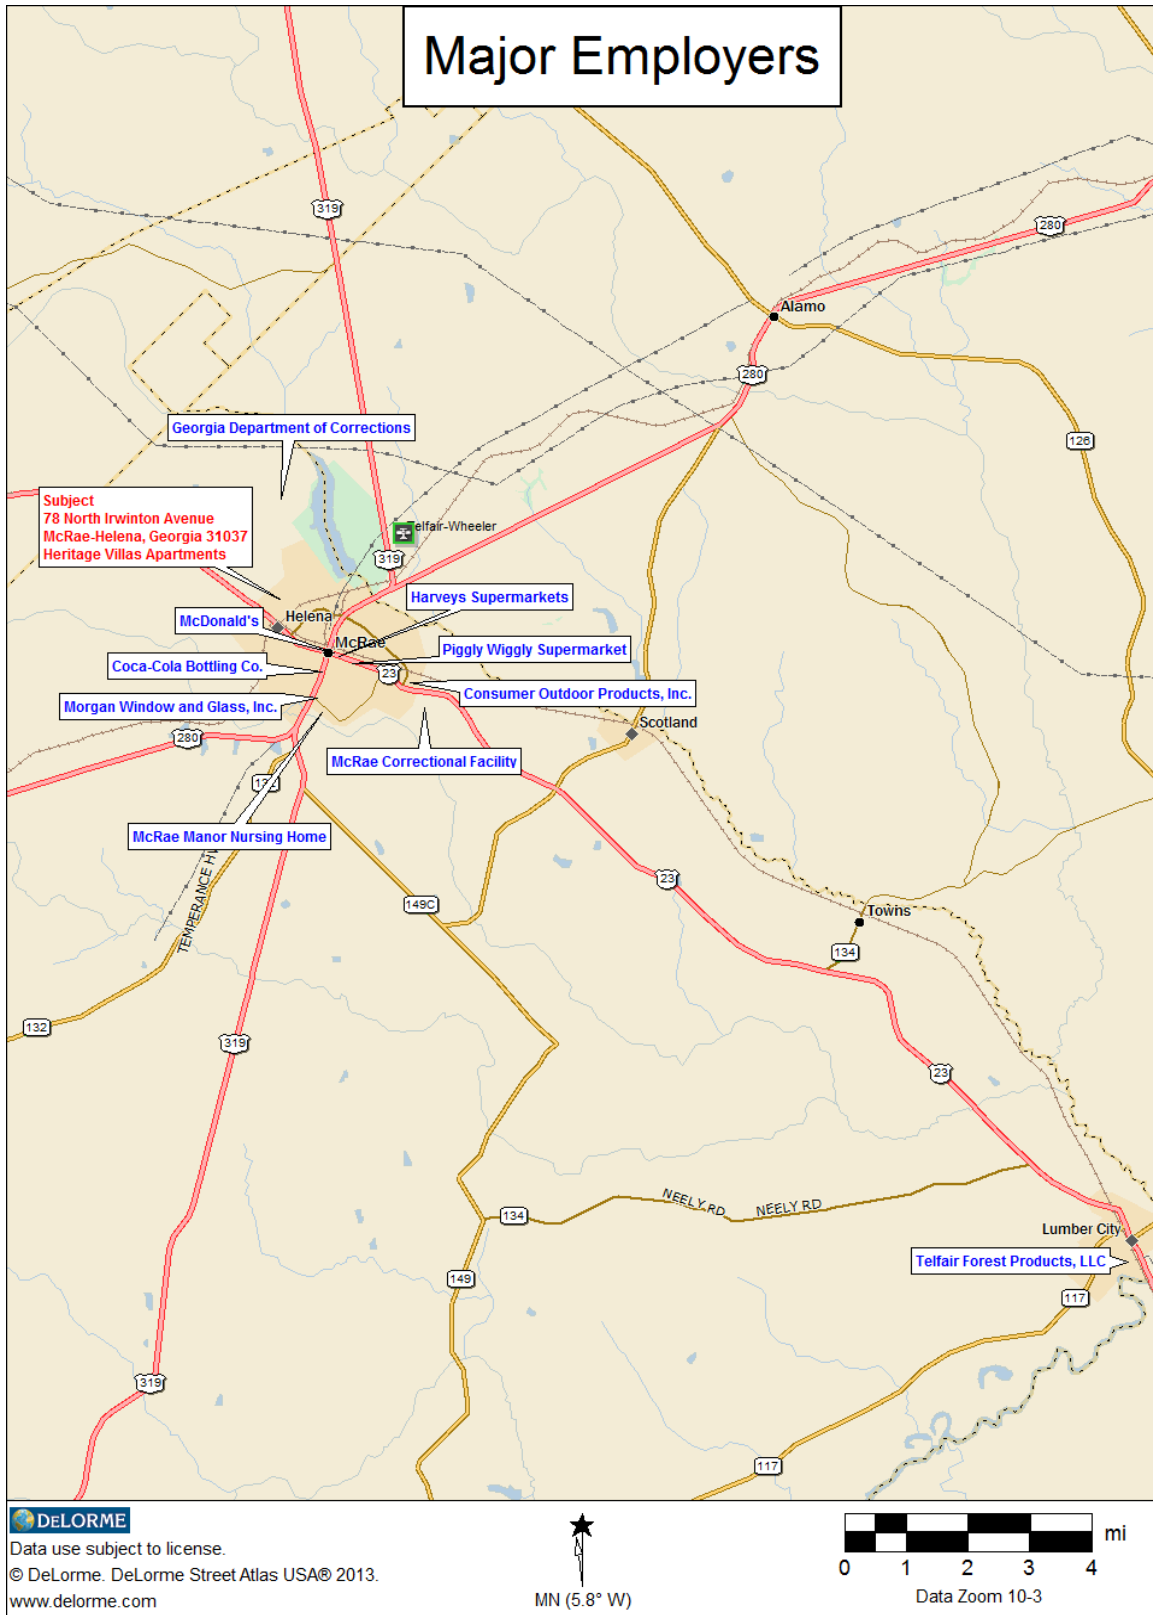 Major Employers
319
280
Alamo
280
126
Georgia Department of Corrections
Subject
78 North Irwinton Avenue
McRae-Helena, Georgia 31037
Heritage Villas Apartments
Telfair-Wheeler
319
Harveys Supermarkets
Helena
McDonald's
McRae
Piggly Wiggly Supermarket
Coca-Cola Bottling Co.
23
Consumer Outdoor Products, Inc.
Morgan Window and Glass, Inc.
Scotland
280
McRae Correctional Facility
132
McRae Manor Nursing Home
TEMPERANCE HW
149C
23
Towns
134
132
319
23
NEELY RD
NEELY RD
134
Lumber City
Telfair Forest Products, LLC
149
117
319
117
DELORME
Data use subject to license.
© DeLorme. DeLorme Street Atlas USA® 2013.
www.delorme.com
MN (5.8° W)
mi
0 1 2 3 4
Data Zoom 10-3